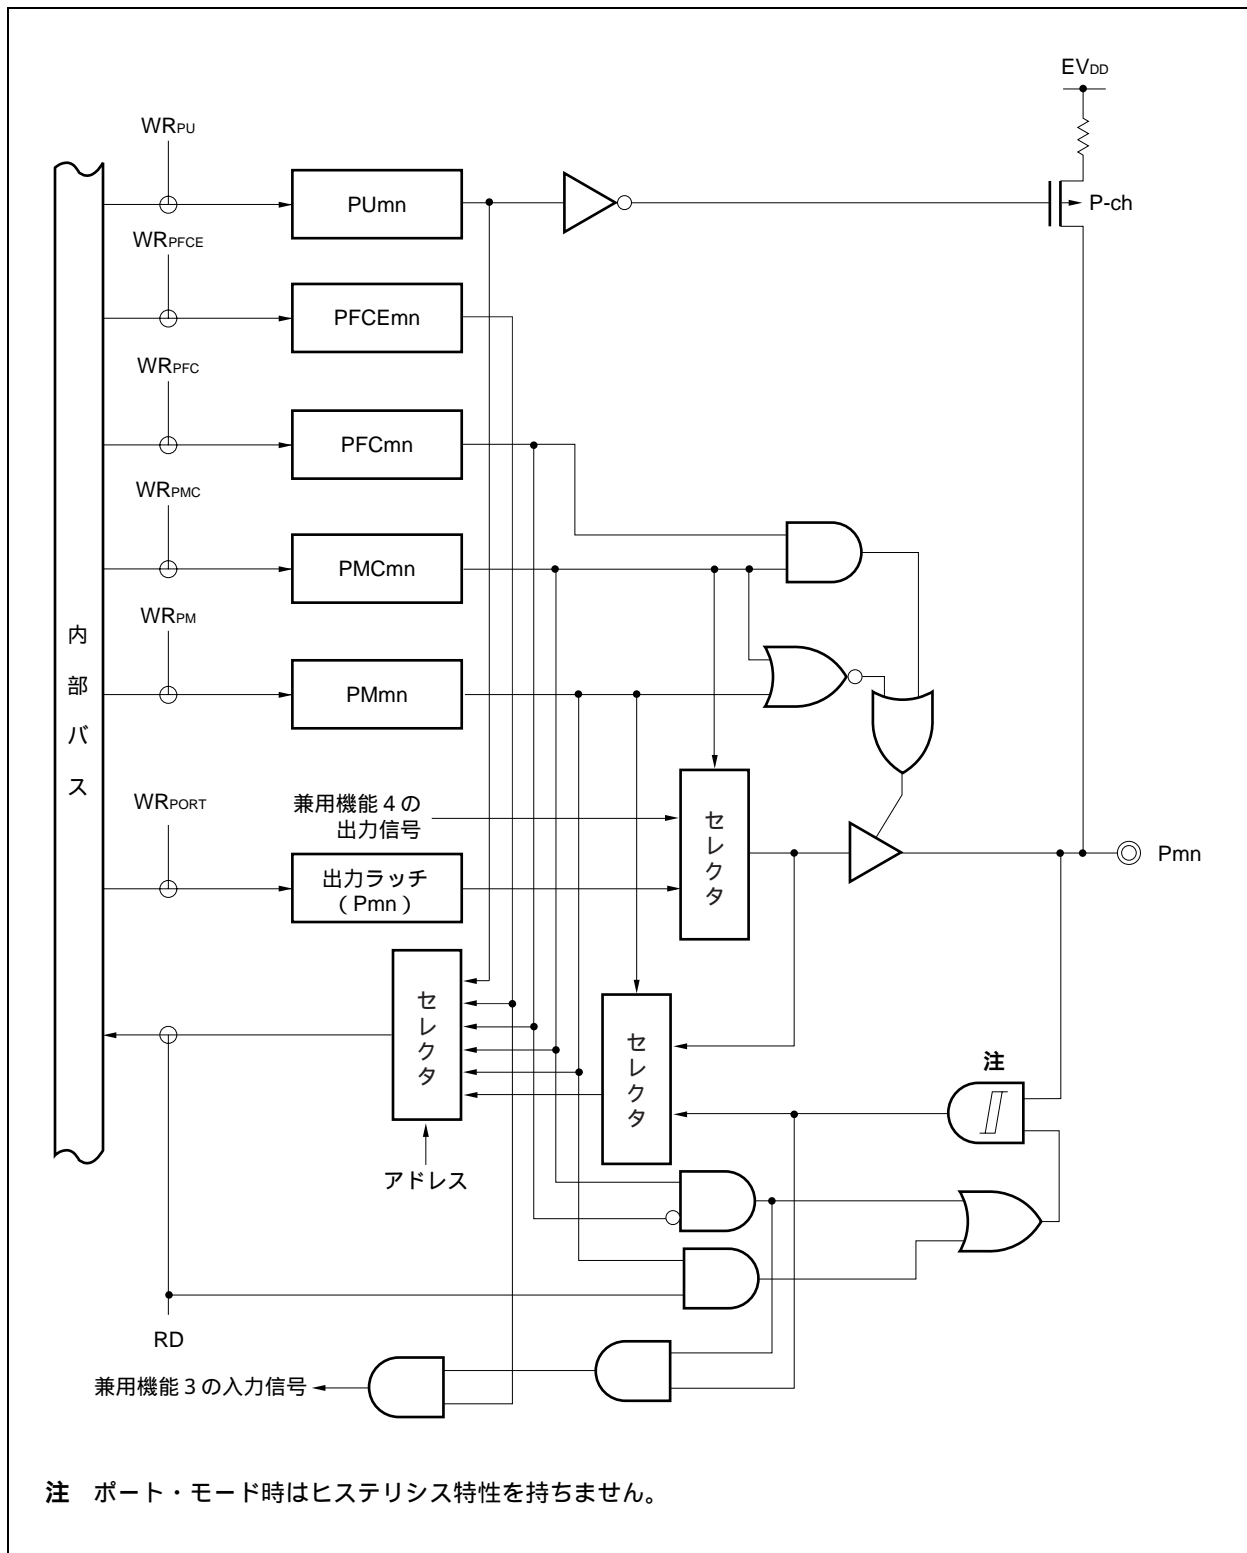 EVDD
WRPU
PUmn
P-ch
WRPFCE
PFCEmn
WRPFC
PFCmn
WRPMC
PMCmn
WRPM
PMmn
内部バス
WRPORT
兼用機能4の
出力信号
出力ラッチ
(Pmn)
セレクタ
Pmn
セレクタ
セレクタ
注
アドレス
RD
兼用機能3の入力信号
注 ポート・モード時はヒステリシス特性を持ちません。